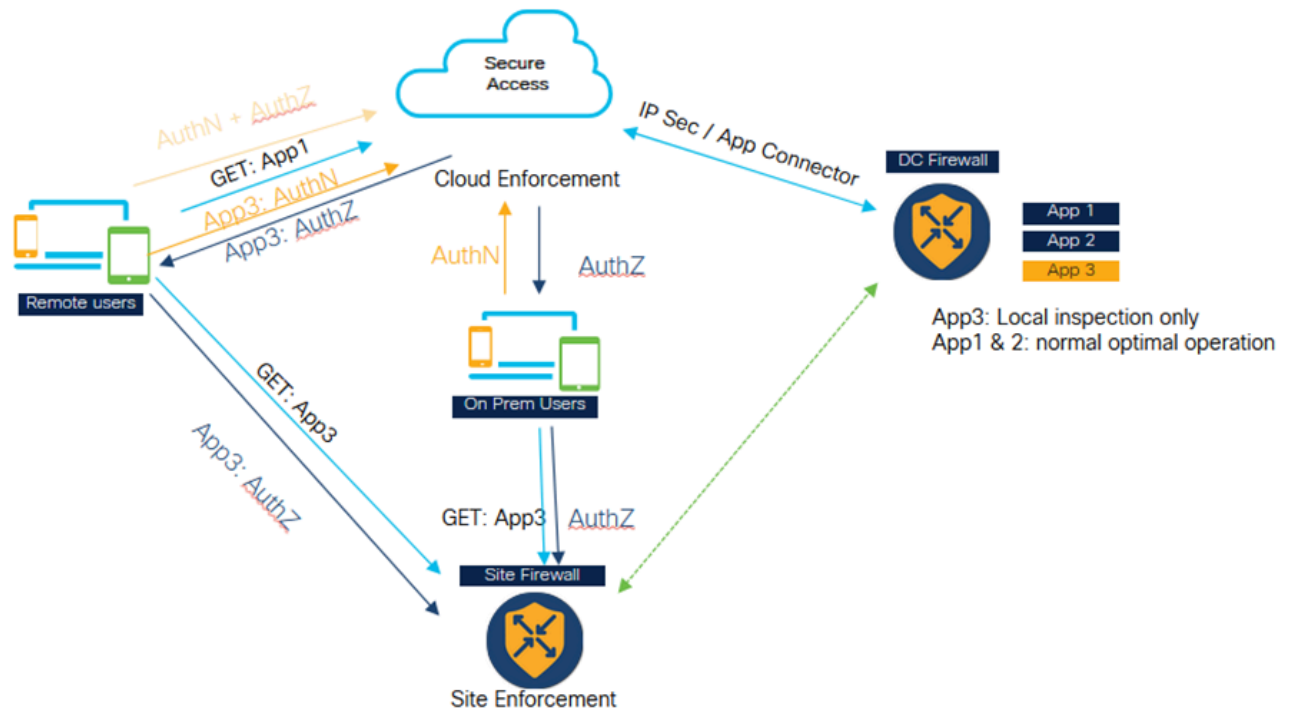 Secure
Access
AuthN + AuthZ
GET: App1
App3: AuthN
App3: AuthZ
Cloud Enforcement
IP Sec / App Connector
DC Firewall
App 1
App 2
App 3
AuthN
AuthZ
Remote users
App3: Local inspection only
App1 & 2: normal optimal operation
GET: App3
On Prem Users
App3: AuthZ
GET: App3
AuthZ
Site Firewall
Site Enforcement